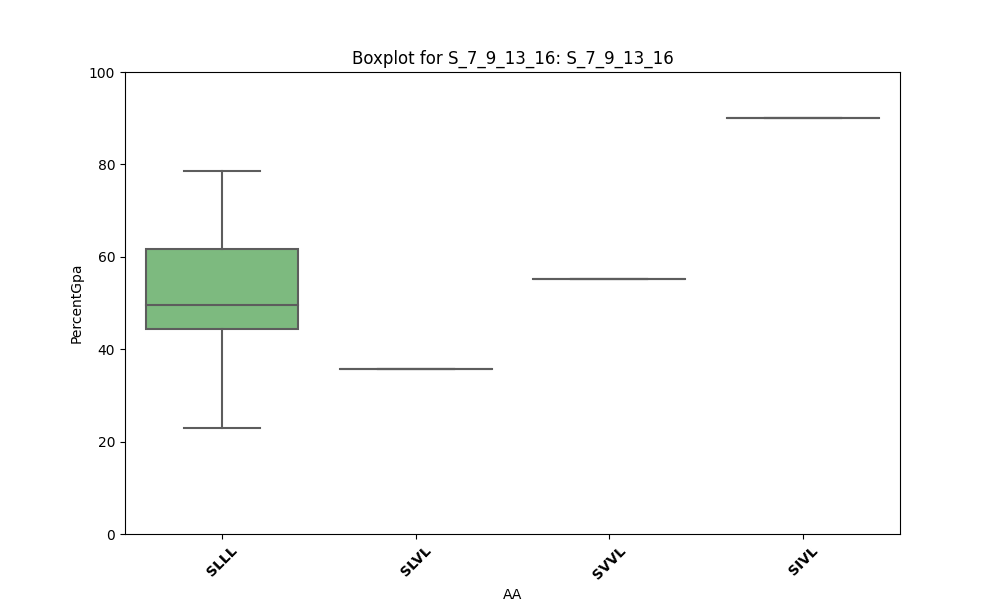 Boxplot for S_7_9_13_16: S_7_9_13_16
100
80
60
40
20
0
PercentGpa
SLLL
SLVL
SVVL
SIVL
AA